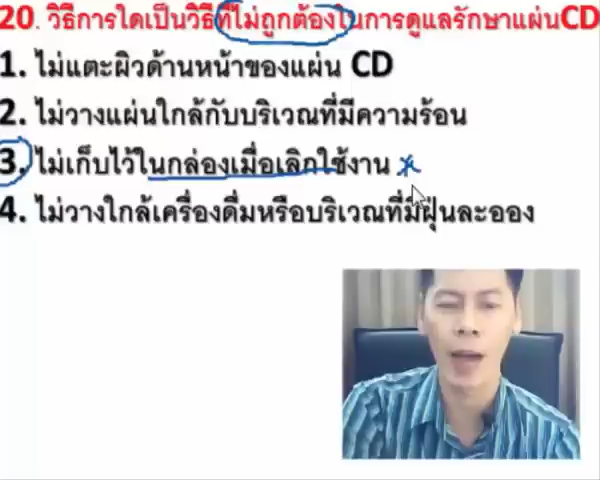 20. วิธีการใดเป็นวิธีที่ไม่ถูกต้องในการดูแลรักษาแผ่นCD
1. ไม่แตะผิวด้านหน้าของแผ่น CD
2. ไม่วางแผ่นใกล้กับบริเวณที่มีความร้อน
3. ไม่เก็บไว้ในกล่องเมื่อเลิกใช้งาน
4. ไม่วางใกล้เครื่องดื่มหรือบริเวณที่มีฝุ่นละออง